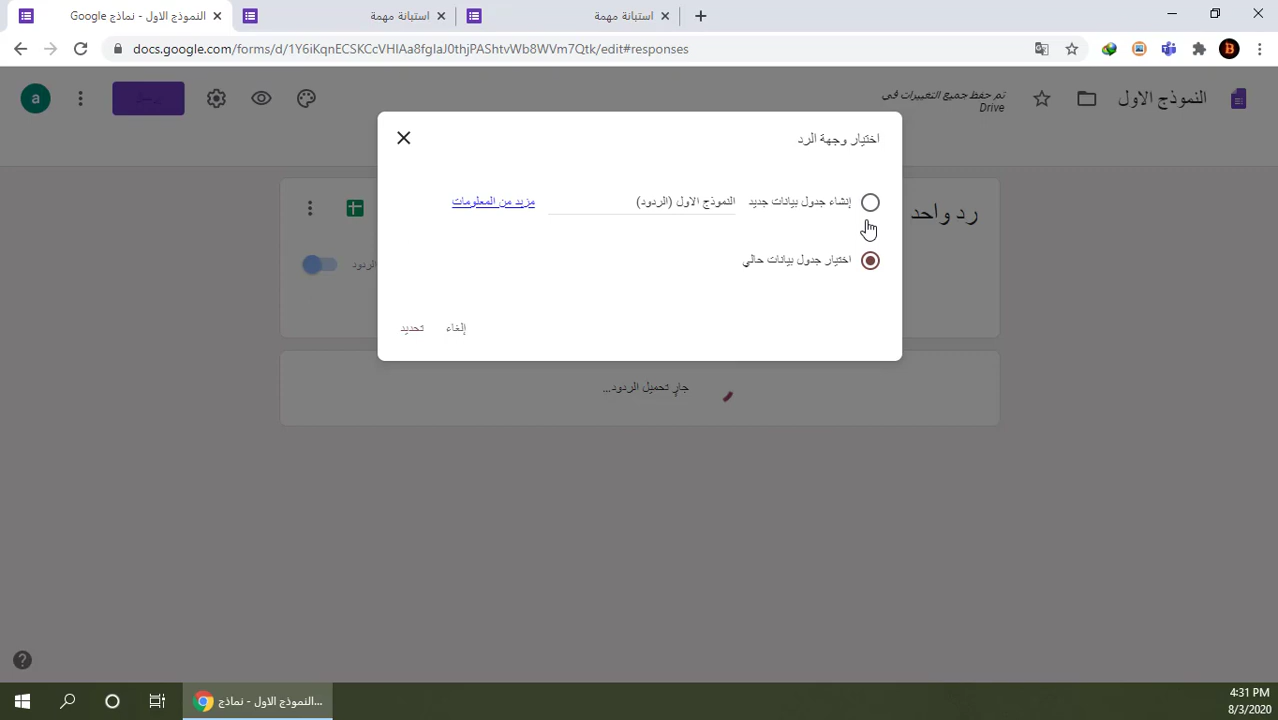 النموذج الاول - نماذج Google
استبانة مهمة
استبانة مهمة
docs.google.com/forms/d/1Y6iKqnECSKCcVHIAa8fglaJ0thjPAShtvWb8WVm7Qtk/edit#responses
B
النموذج الاول
تم حفظ جميع التغييرات في
Drive
a
اختيار وجهة الرد
إنشاء جدول بيانات جديد
النموذج الاول (الردود)
مزيد من المعلومات
رد واحد
اختيار جدول بيانات حالي
الردود
إلغاء
تحديد
جارٍ تحميل الردود...
النموذج الاول - نماذج...
4:31 PM
8/3/2020